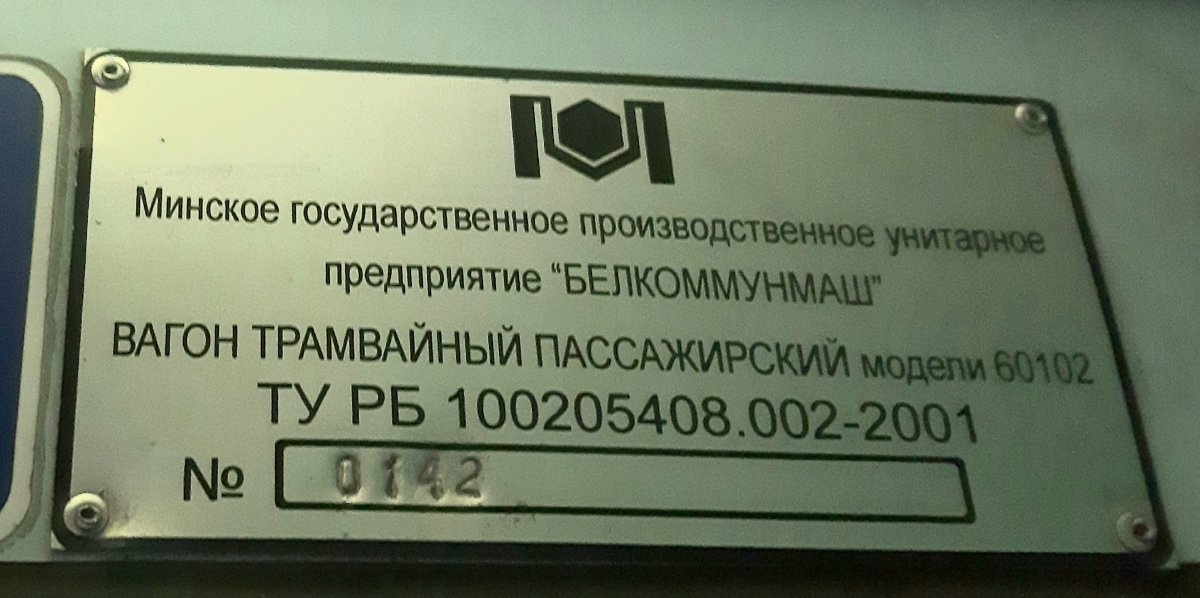 Минское государственное производственное унитарное
предприятие "БЕЛКОММУНМАШ"
ВАГОН ТРАМВАЙНЫЙ ПАССАЖИРСКИЙ модели 60102
ТУ РБ 100205408.002-2001
№ 0142